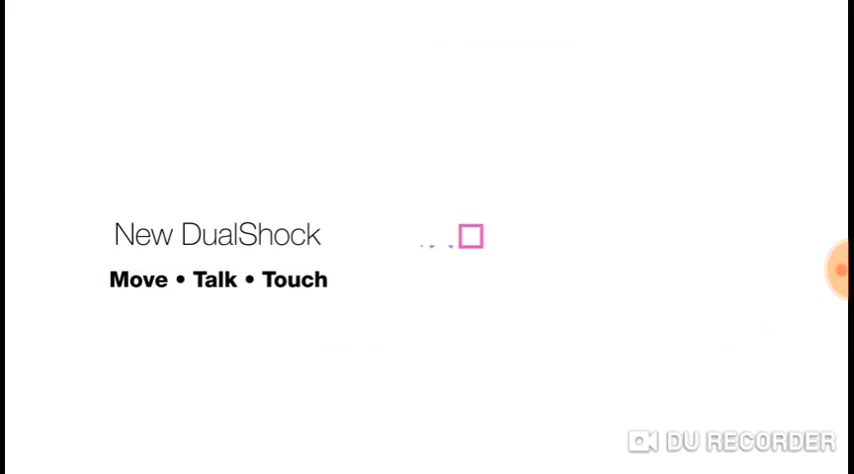 New DualShock
Move • Talk • Touch
DU RECORDER